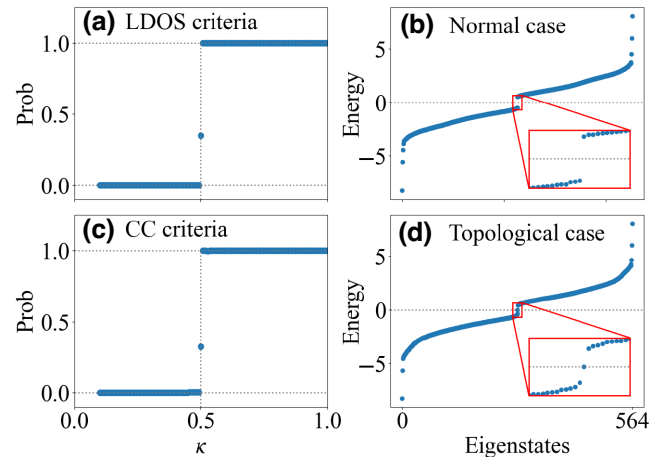 (a) LDOS criteria
1.0
0.5
0.0
Prob
(b) Normal case
5
0
−5
Energy
(c) CC criteria
1.0
0.5
0.0
Prob
0.0 0.5 1.0
κ
(d) Topological case
5
0
−5
Energy
0 564
Eigenstates